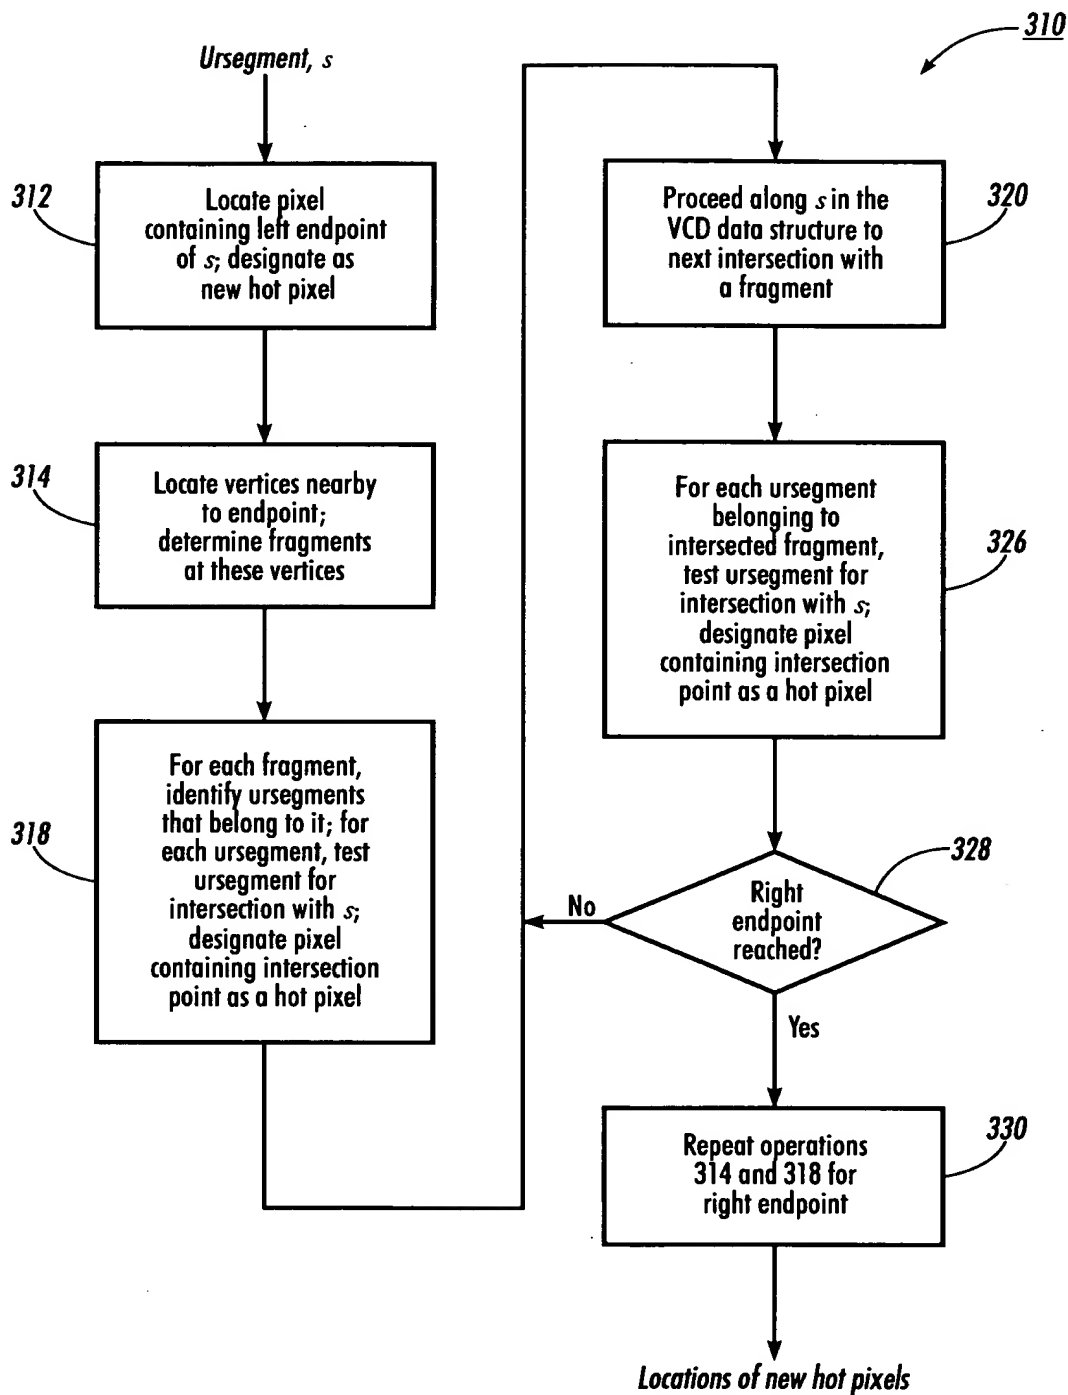 310
Ursegment, s
312
Locate pixel
containing left endpoint
of s; designate as
new hot pixel
314
Locate vertices nearby
to endpoint;
determine fragments
at these vertices
318
For each fragment,
identify ursegments
that belong to it; for
each ursegment, test
ursegment for
intersection with s;
designate pixel
containing intersection
point as a hot pixel
320
Proceed along s in the
VCD data structure to
next intersection with
a fragment
326
For each ursegment
belonging to
intersected fragment,
test ursegment for
intersection with s;
designate pixel
containing intersection
point as a hot pixel
328
Right
endpoint
reached?
No
Yes
330
Repeat operations
314 and 318 for
right endpoint
Locations of new hot pixels